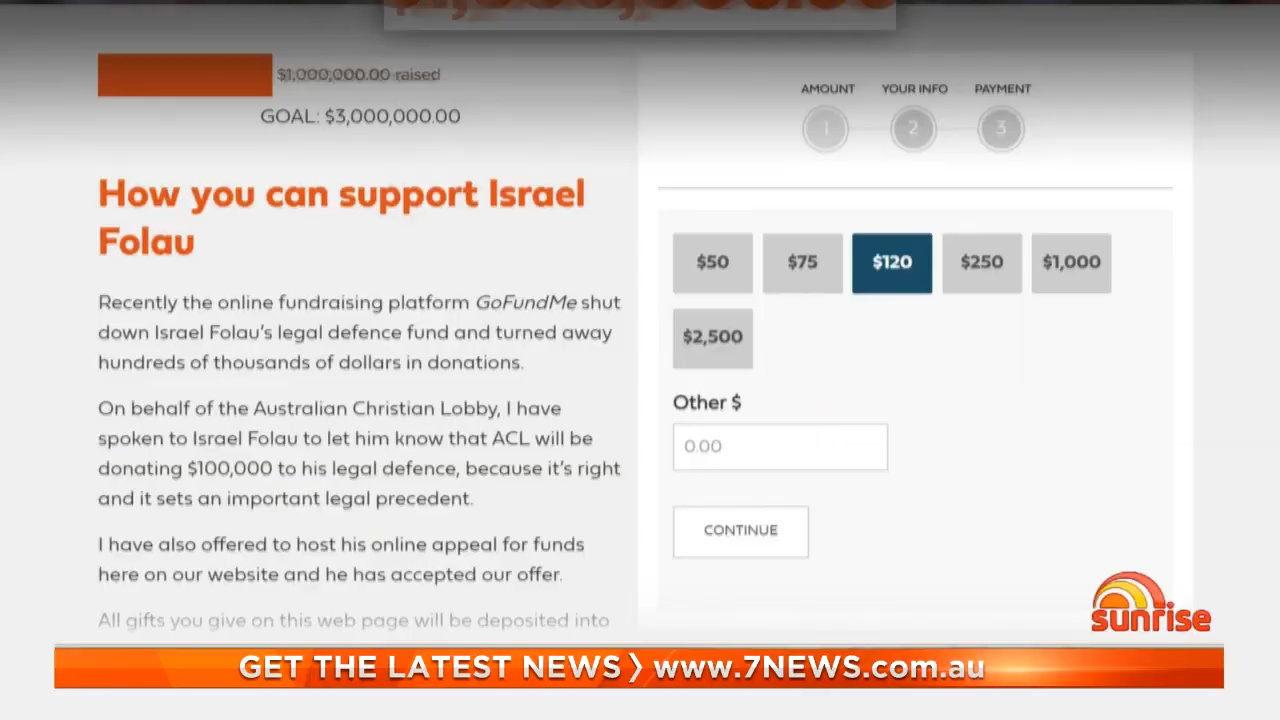 $1,000,000.00
$1,000,000.00 raised
GOAL: $3,000,000.00
How you can support Israel
Folau
Recently the online fundraising platform GoFundMe shut
down Israel Folau's legal defence fund and turned away
hundreds of thousands of dollars in donations.
On behalf of the Australian Christian Lobby, I have
spoken to Israel Folau to let him know that ACL will be
donating $100,000 to his legal defence, because it's right
and it sets an important legal precedent.
I have also offered to host his online appeal for funds
here on our website and he has accepted our offer.
All gifts you give on this web page will be deposited into
AMOUNT YOUR INFO PAYMENT
1 2 3
$50 $75 $120 $250 $1,000
$2,500
Other $
0.00
CONTINUE
sunrise
GET THE LATEST NEWS > www.7NEWS.com.au